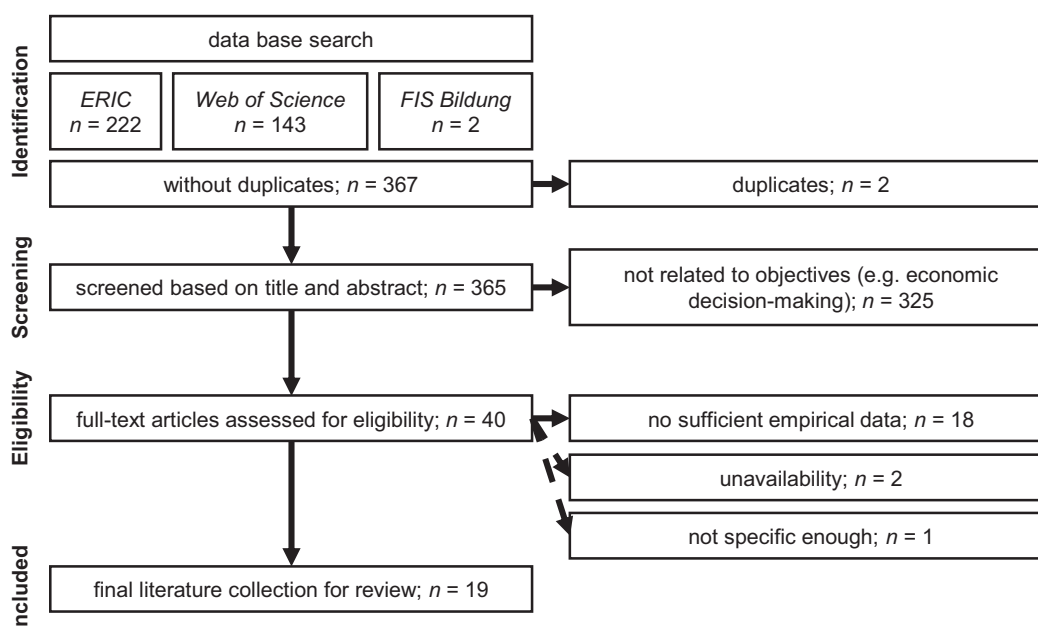 Identification
data base search
ERIC
n = 222
Web of Science
n = 143
FIS Bildung
n = 2
without duplicates; n = 367
duplicates; n = 2
Screening
screened based on title and abstract; n = 365
not related to objectives (e.g. economic
decision-making); n = 325
Eligibility
full-text articles assessed for eligibility; n = 40
no sufficient empirical data; n = 18
unavailability; n = 2
not specific enough; n = 1
ncluded
final literature collection for review; n = 19